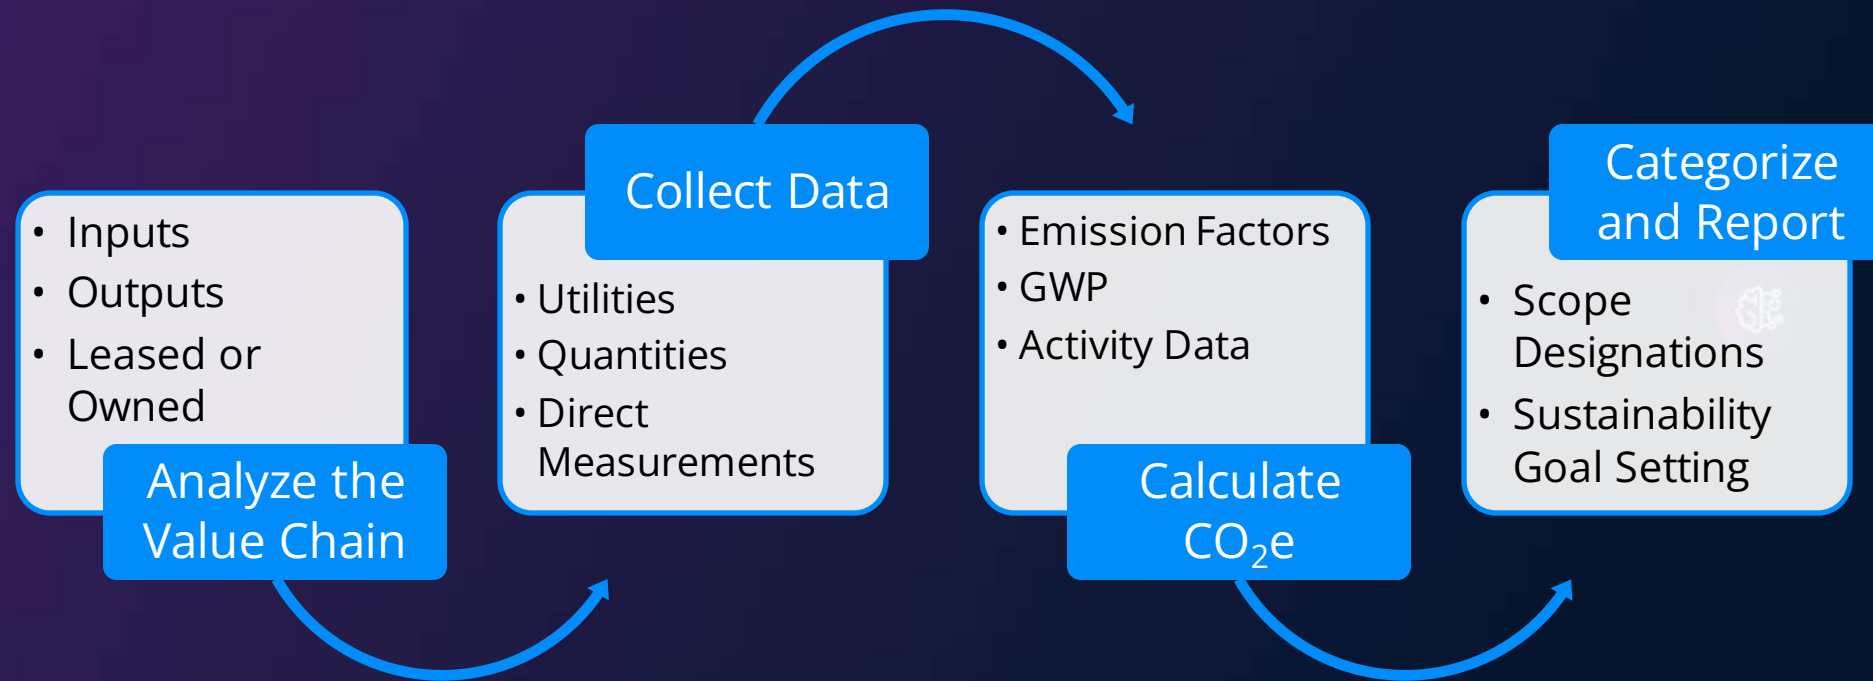 • Inputs
• Outputs
• Leased or
Owned
Analyze the
Value Chain
Collect Data
• Utilities
• Quantities
• Direct
Measurements
• Emission Factors
• GWP
• Activity Data
Calculate
CO₂e
Categorize
and Report
• Scope
Designations
• Sustainability
Goal Setting